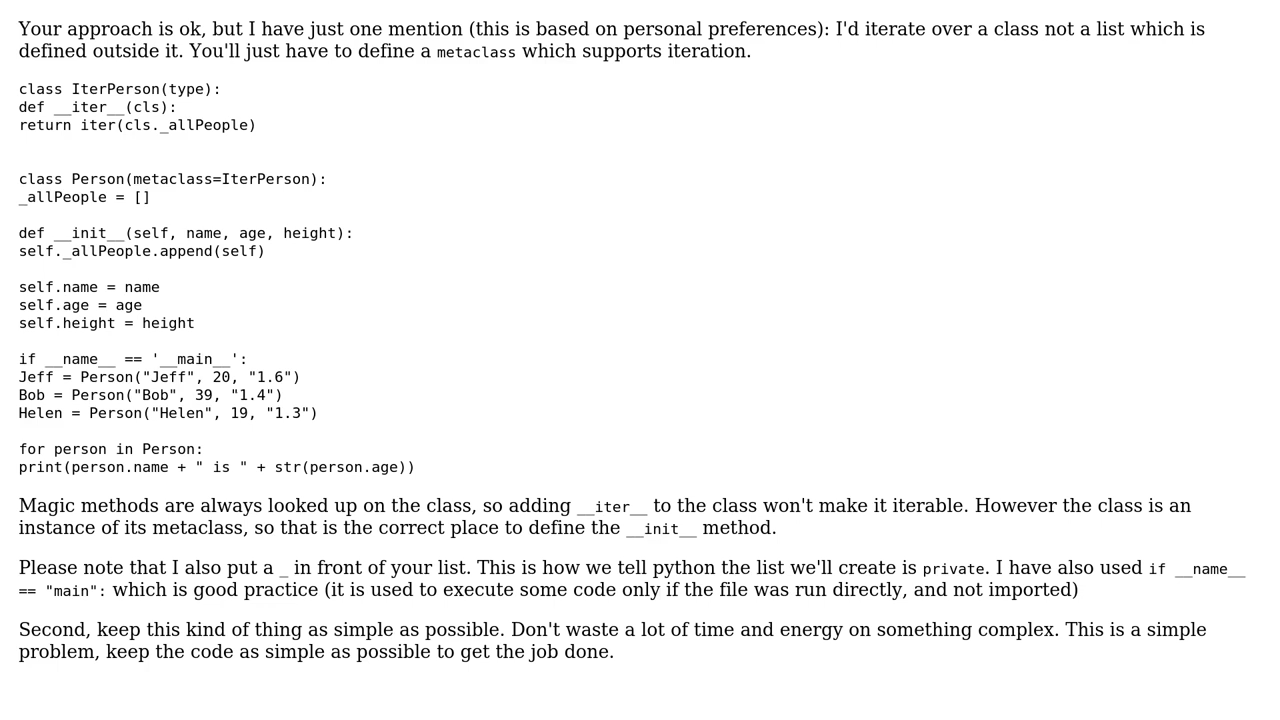 Your approach is ok, but I have just one mention (this is based on personal preferences): I'd iterate over a class not a list which is
defined outside it. You'll just have to define a metaclass which supports iteration.
class IterPerson(type):
def __iter__(cls):
return iter(cls._allPeople)
class Person(metaclass=IterPerson):
_allPeople = []
def __init__(self, name, age, height):
self._allPeople.append(self)
self.name = name
self.age = age
self.height = height
if __name__ == '__main__':
Jeff = Person("Jeff", 20, "1.6")
Bob = Person("Bob", 39, "1.4")
Helen = Person("Helen", 19, "1.3")
for person in Person:
print(person.name + " is " + str(person.age))
Magic methods are always looked up on the class, so adding __iter__ to the class won't make it iterable. However the class is an
instance of its metaclass, so that is the correct place to define the __init__ method.
Please note that I also put a _ in front of your list. This is how we tell python the list we'll create is private. I have also used if __name__
== "main": which is good practice (it is used to execute some code only if the file was run directly, and not imported)
Second, keep this kind of thing as simple as possible. Don't waste a lot of time and energy on something complex. This is a simple
problem, keep the code as simple as possible to get the job done.